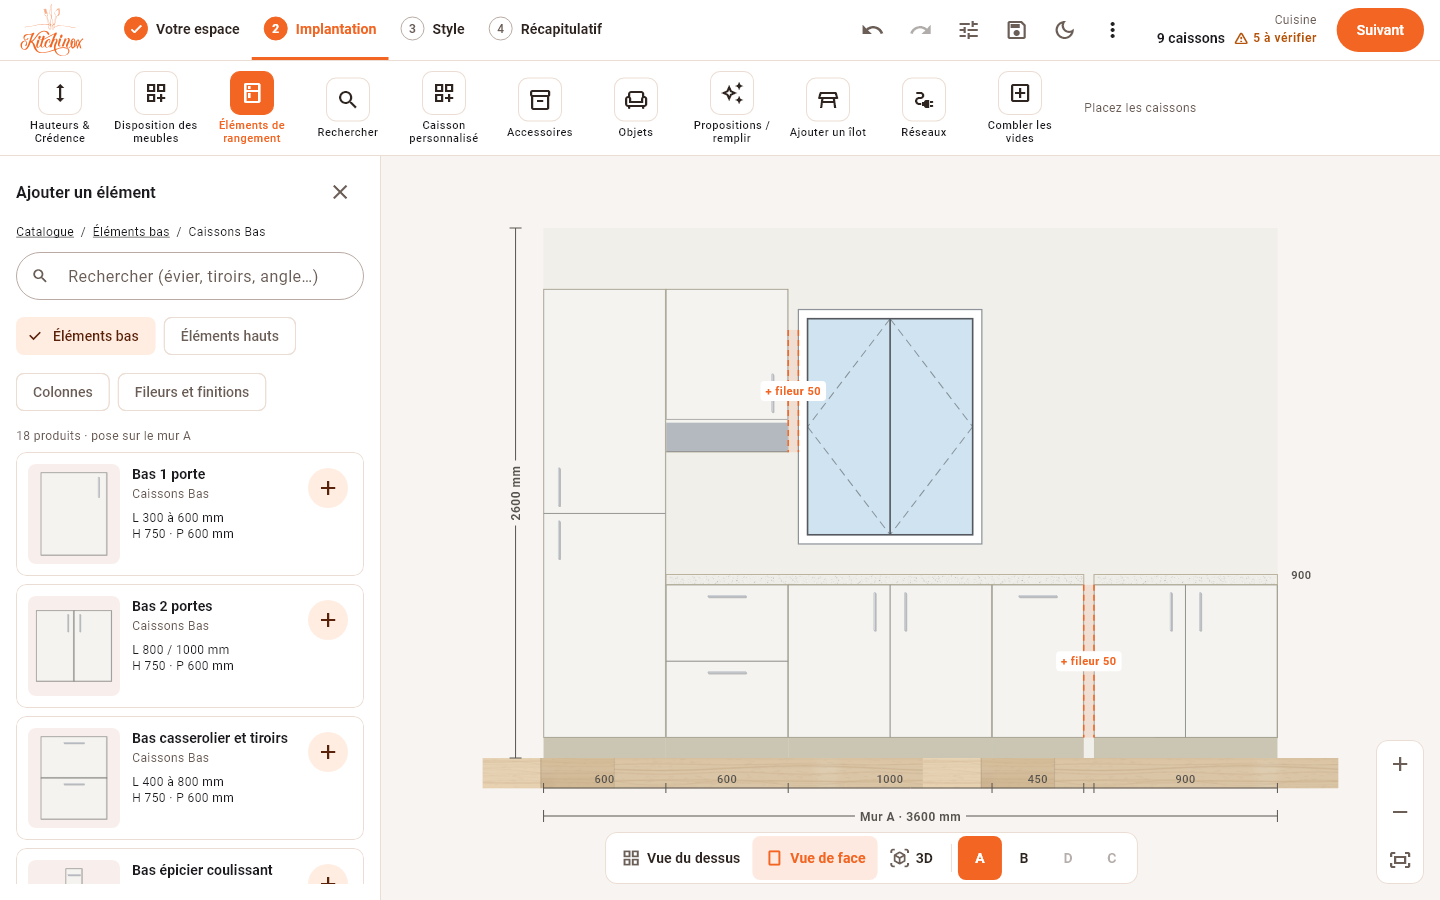 Kitchinox
Votre espace
2 Implantation
3 Style
4 Récapitulatif
Cuisine
9 caissons 5 à vérifier
Suivant
Hauteurs &
Crédence
Disposition des
meubles
Éléments de
rangement
Rechercher
Caisson
personnalisé
Accessoires
Objets
Propositions /
remplir
Ajouter un îlot
Réseaux
Combler les
vides
Placez les caissons
Ajouter un élément
Catalogue / Éléments bas / Caissons Bas
Rechercher (évier, tiroirs, angle…)
Éléments bas
Éléments hauts
Colonnes
Fileurs et finitions
18 produits · pose sur le mur A
Bas 1 porte
Caissons Bas
L 300 à 600 mm
H 750 · P 600 mm
Bas 2 portes
Caissons Bas
L 800 / 1000 mm
H 750 · P 600 mm
Bas casserolier et tiroirs
Caissons Bas
L 400 à 800 mm
H 750 · P 600 mm
Bas épicier coulissant
+ fileur 50
2600 mm
900
+ fileur 50
600 600 1000 450 900
Mur A · 3600 mm
Vue du dessus
Vue de face
3D
A B D C